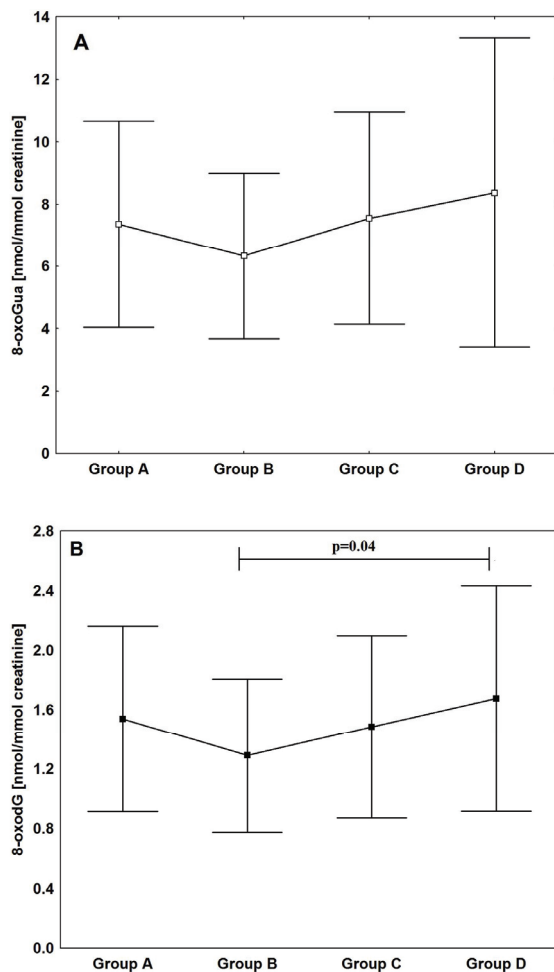 A
8-oxoGua [nmol/mmol creatinine]
14
12
10
8
6
4
2
0
Group A Group B Group C Group D
B
p=0.04
8-oxodG [nmol/mmol creatinine]
2.8
2.4
2.0
1.6
1.2
0.8
0.4
0.0
Group A Group B Group C Group D